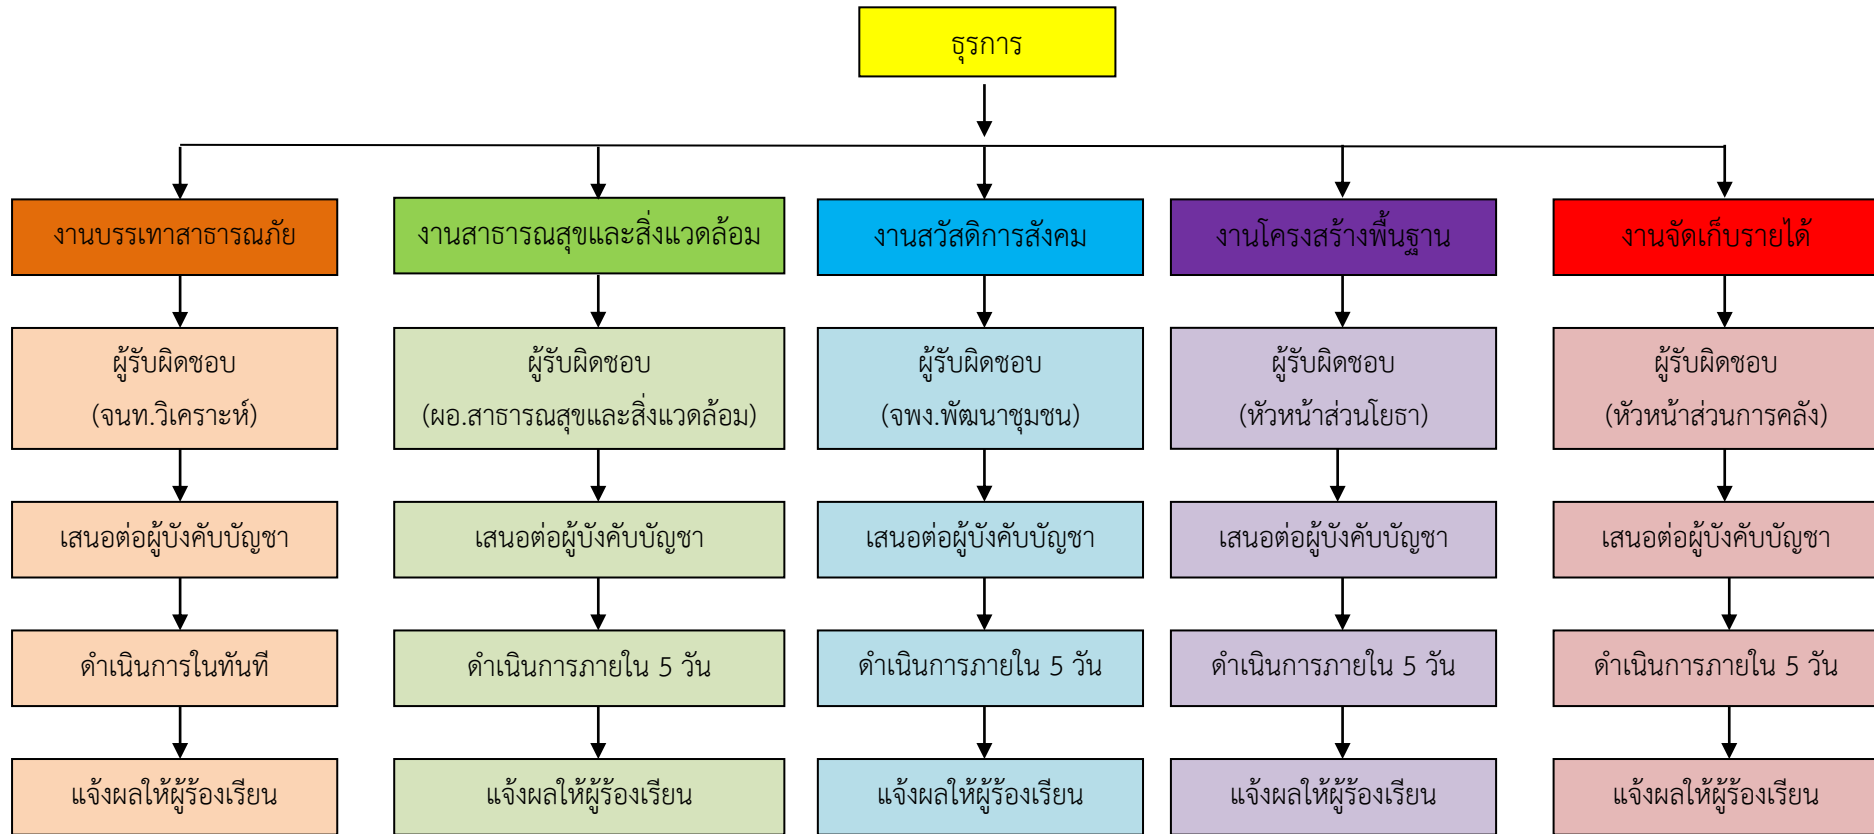 ธุรการ
งานบรรเทาสาธารณภัย
งานสาธารณสุขและสิ่งแวดล้อม
งานสวัสดิการสังคม
งานโครงสร้างพื้นฐาน
งานจัดเก็บรายได้
ผู้รับผิดชอบ
(จนท.วิเคราะห์)
ผู้รับผิดชอบ
(ผอ.สาธารณสุขและสิ่งแวดล้อม)
ผู้รับผิดชอบ
(จพง.พัฒนาชุมชน)
ผู้รับผิดชอบ
(หัวหน้าส่วนโยธา)
ผู้รับผิดชอบ
(หัวหน้าส่วนการคลัง)
เสนอต่อผู้บังคับบัญชา
เสนอต่อผู้บังคับบัญชา
เสนอต่อผู้บังคับบัญชา
เสนอต่อผู้บังคับบัญชา
เสนอต่อผู้บังคับบัญชา
ดำเนินการในทันที
ดำเนินการภายใน 5 วัน
ดำเนินการภายใน 5 วัน
ดำเนินการภายใน 5 วัน
ดำเนินการภายใน 5 วัน
แจ้งผลให้ผู้ร้องเรียน
แจ้งผลให้ผู้ร้องเรียน
แจ้งผลให้ผู้ร้องเรียน
แจ้งผลให้ผู้ร้องเรียน
แจ้งผลให้ผู้ร้องเรียน